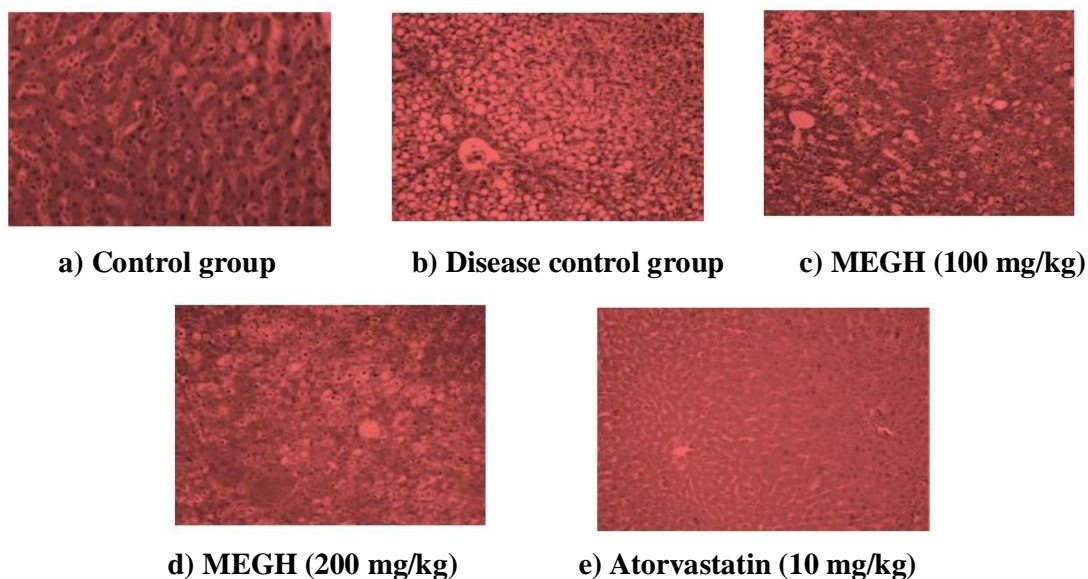 a) Control group
b) Disease control group
c) MEGH (100 mg/kg)
d) MEGH (200 mg/kg)
e) Atorvastatin (10 mg/kg)